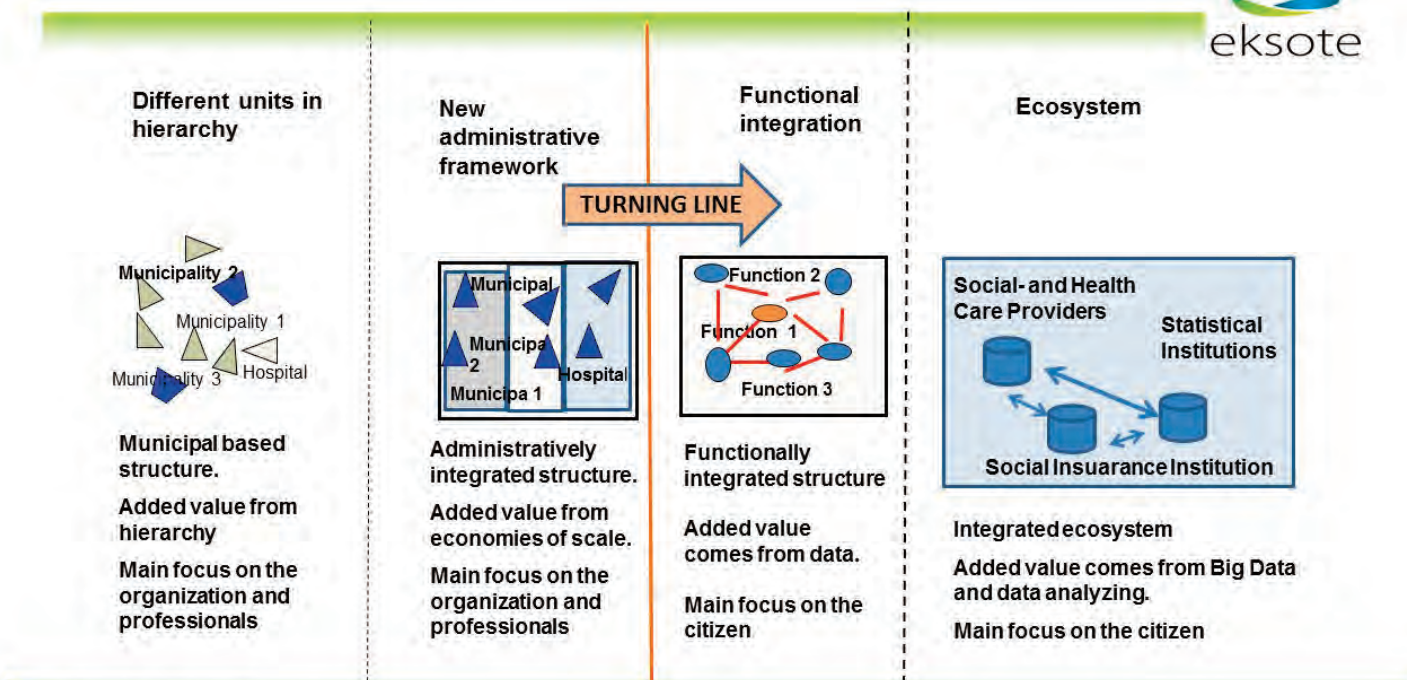 eksote
Different units in
hierarchy
Municipality 2
Municipality 1
Municipality 3
Hospital
Municipal based
structure.
Added value from
hierarchy
Main focus on the
organization and
professionals
New
administrative
framework
TURNING LINE
Municipal
Municipa
2
Hospital
Municipa 1
Administratively
integrated structure.
Added value from
economies of scale.
Main focus on the
organization and
professionals
Functional
integration
Function 2
Function 1
Function 3
Functionally
integrated structure
Added value
comes from data.
Main focus on the
citizen
Ecosystem
Social- and Health
Care Providers
Statistical
Institutions
Social Insuarance Institution
Integrated ecosystem
Added value comes from Big Data
and data analyzing.
Main focus on the citizen